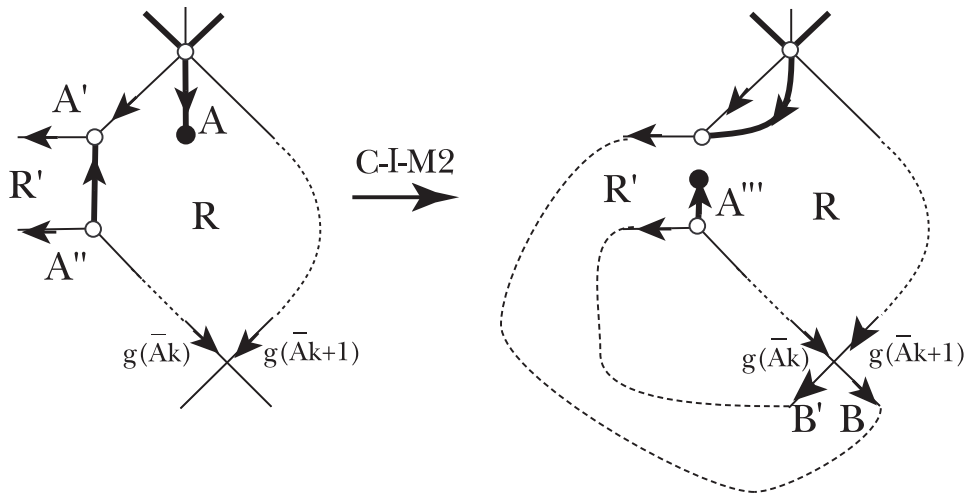 A'
A
C-I-M2
R'
R
R'
A'''
R
A''
g(Āk)
g(Āk+1)
g(Āk)
g(Āk+1)
B'
B